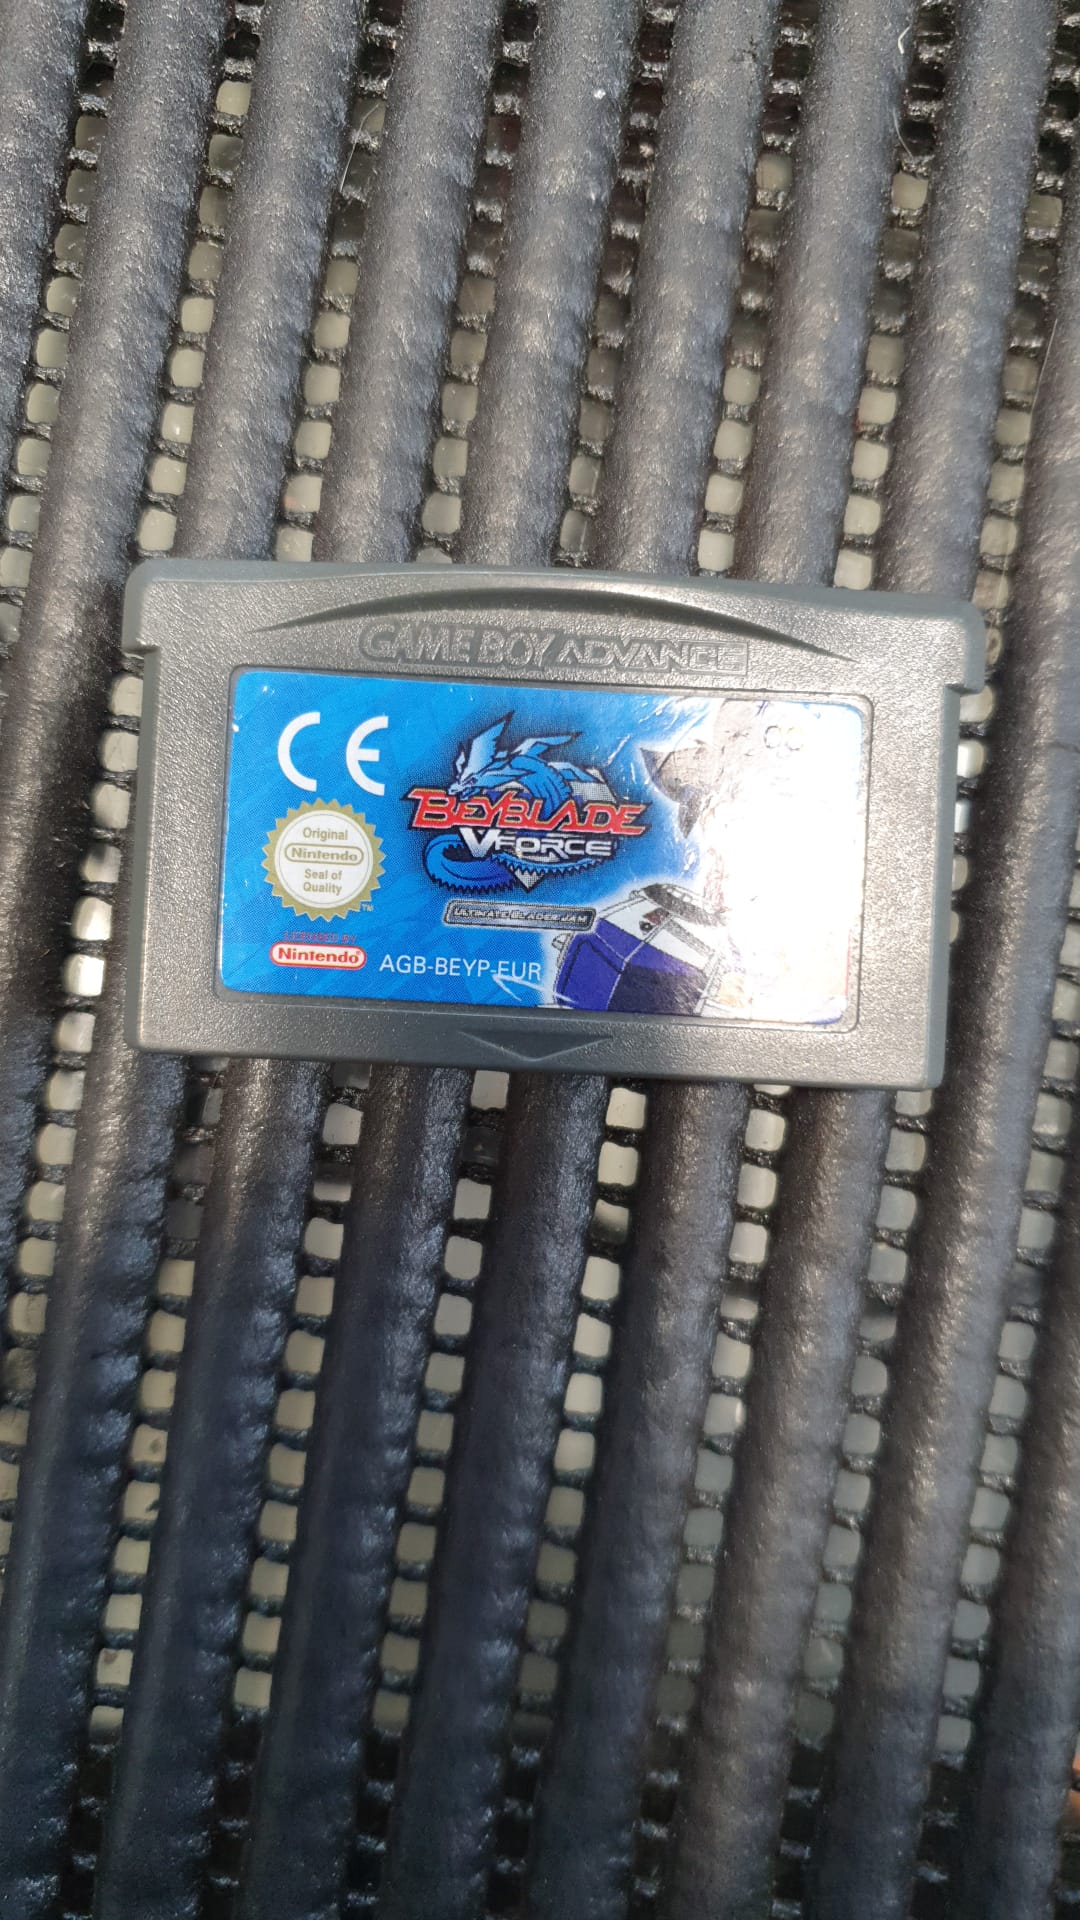 GAME BOY ADVANCE
CE
BEYBLADE
VFORCE
ULTIMATE BLADER JAM
Original
Nintendo
Seal of
Quality
TM
LICENSED BY
Nintendo®
AGB-BEYP-EUR